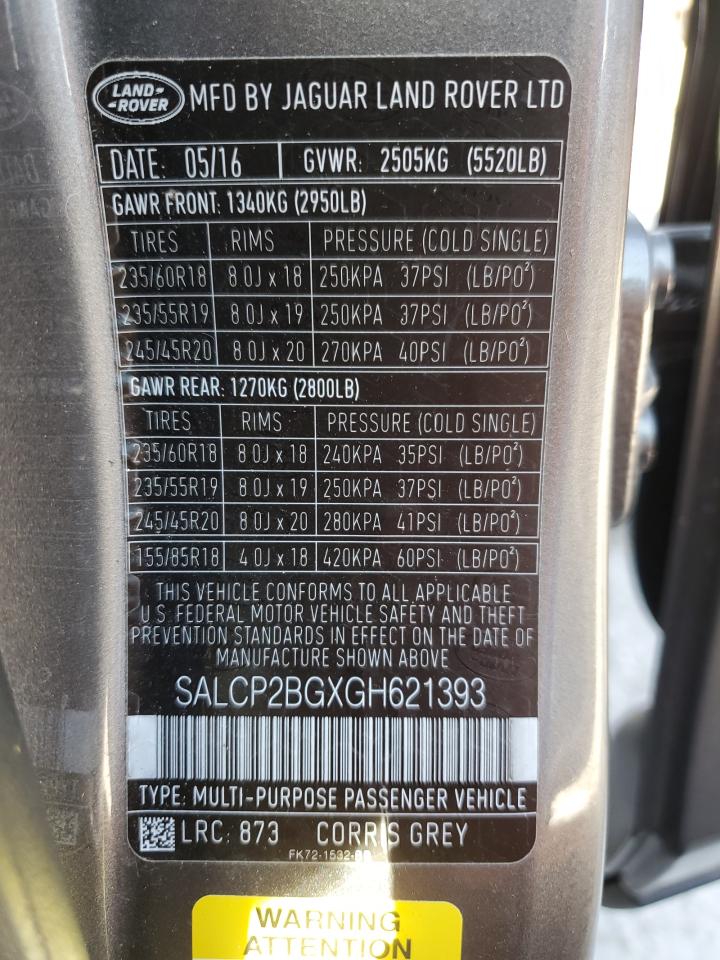 LAND-
-ROVER
MFD BY JAGUAR LAND ROVER LTD
DATE: 05/16 GVWR: 2505KG (5520LB)
GAWR FRONT: 1340KG (2950LB)
TIRES RIMS PRESSURE (COLD SINGLE)
235/60R18 8.0J x 18 250KPA 37PSI (LB/PO²)
235/55R19 8.0J x 19 250KPA 37PSI (LB/PO²)
245/45R20 8.0J x 20 270KPA 40PSI (LB/PO²)
GAWR REAR: 1270KG (2800LB)
TIRES RIMS PRESSURE (COLD SINGLE)
235/60R18 8.0J x 18 240KPA 35PSI (LB/PO²)
235/55R19 8.0J x 19 250KPA 37PSI (LB/PO²)
245/45R20 8.0J x 20 280KPA 41PSI (LB/PO²)
155/85R18 4.0J x 18 420KPA 60PSI (LB/PO²)
THIS VEHICLE CONFORMS TO ALL APPLICABLE
U.S. FEDERAL MOTOR VEHICLE SAFETY AND THEFT
PREVENTION STANDARDS IN EFFECT ON THE DATE OF
MANUFACTURE SHOWN ABOVE
SALCP2BGXGH621393
TYPE: MULTI-PURPOSE PASSENGER VEHICLE
LRC: 873 CORRIS GREY
WARNING
ATTENTION